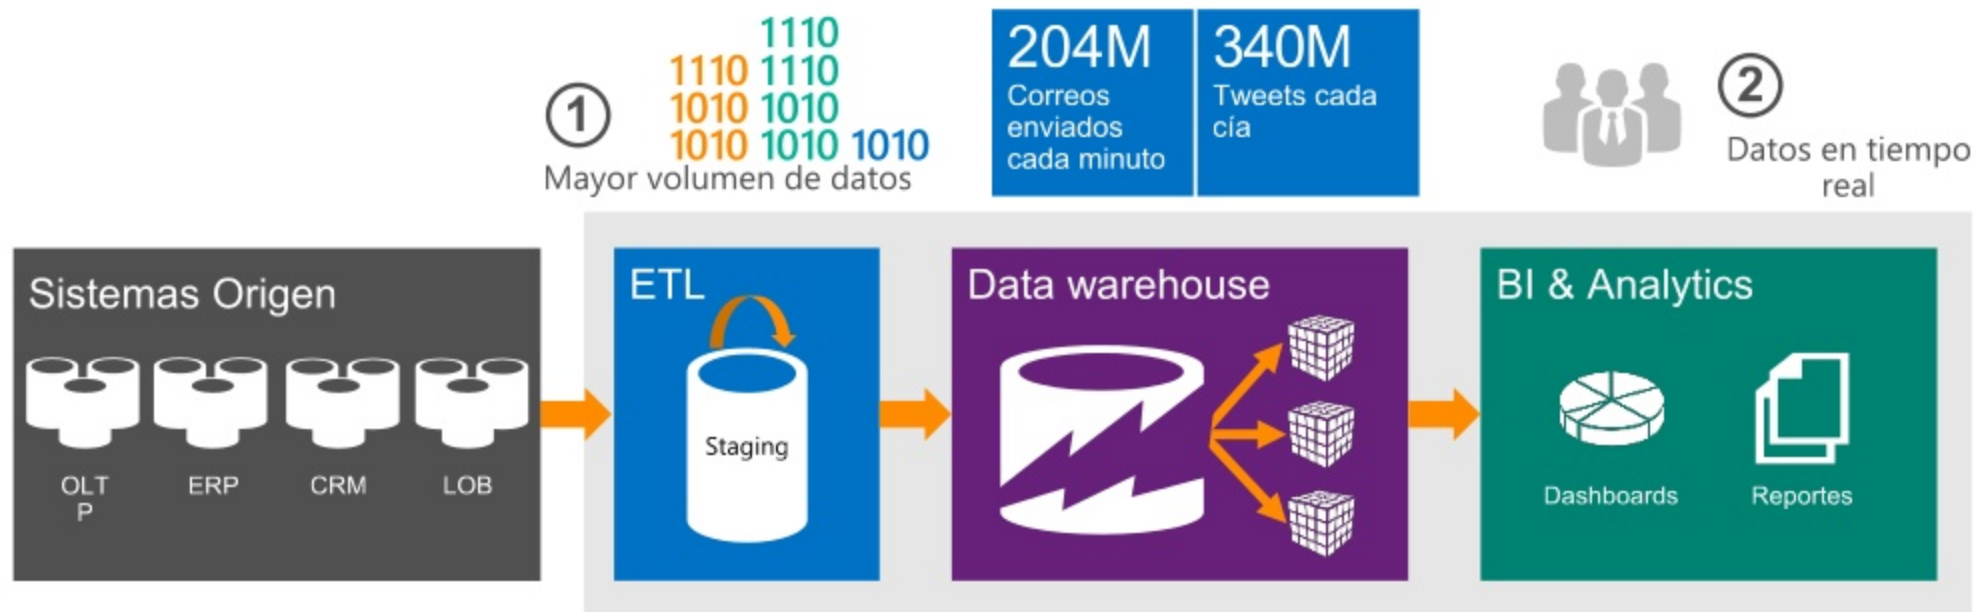 1110
1110 1110
1010 1010
1010 1010 1010
1
Mayor volumen de datos
204M
Correos
enviados
cada minuto
340M
Tweets cada
cía
2
Datos en tiempo
real
Sistemas Origen
OLT
P
ERP
CRM
LOB
ETL
Staging
Data warehouse
BI & Analytics
Dashboards
Reportes